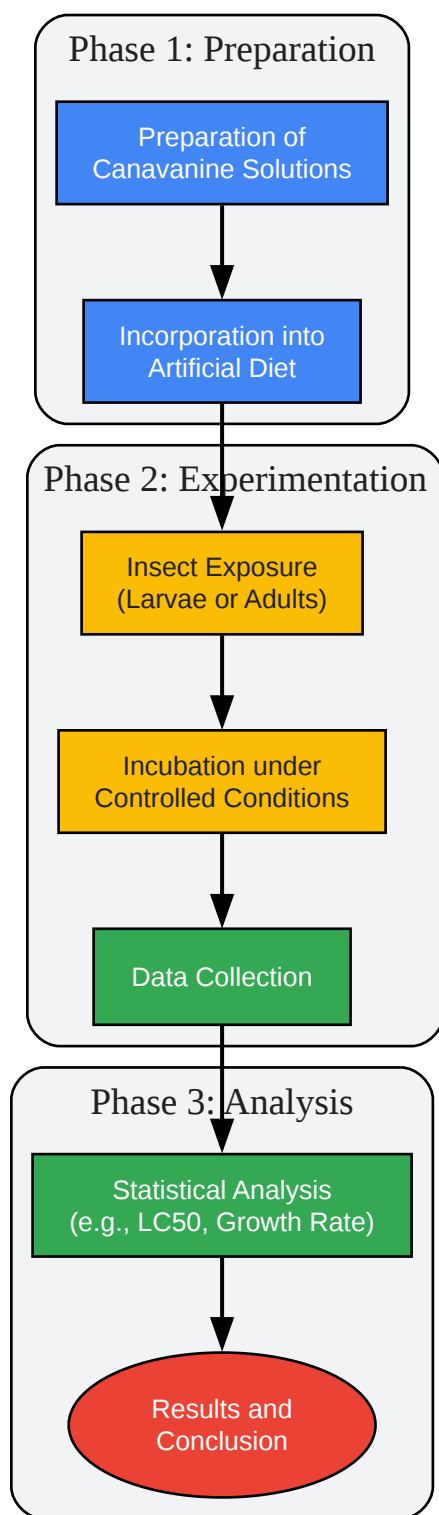 Phase 1: Preparation
Preparation of
Canavanine Solutions
Incorporation into
Artificial Diet
Phase 2: Experimentation
Insect Exposure
(Larvae or Adults)
Incubation under
Controlled Conditions
Data Collection
Phase 3: Analysis
Statistical Analysis
(e.g., LC50, Growth Rate)
Results and
Conclusion